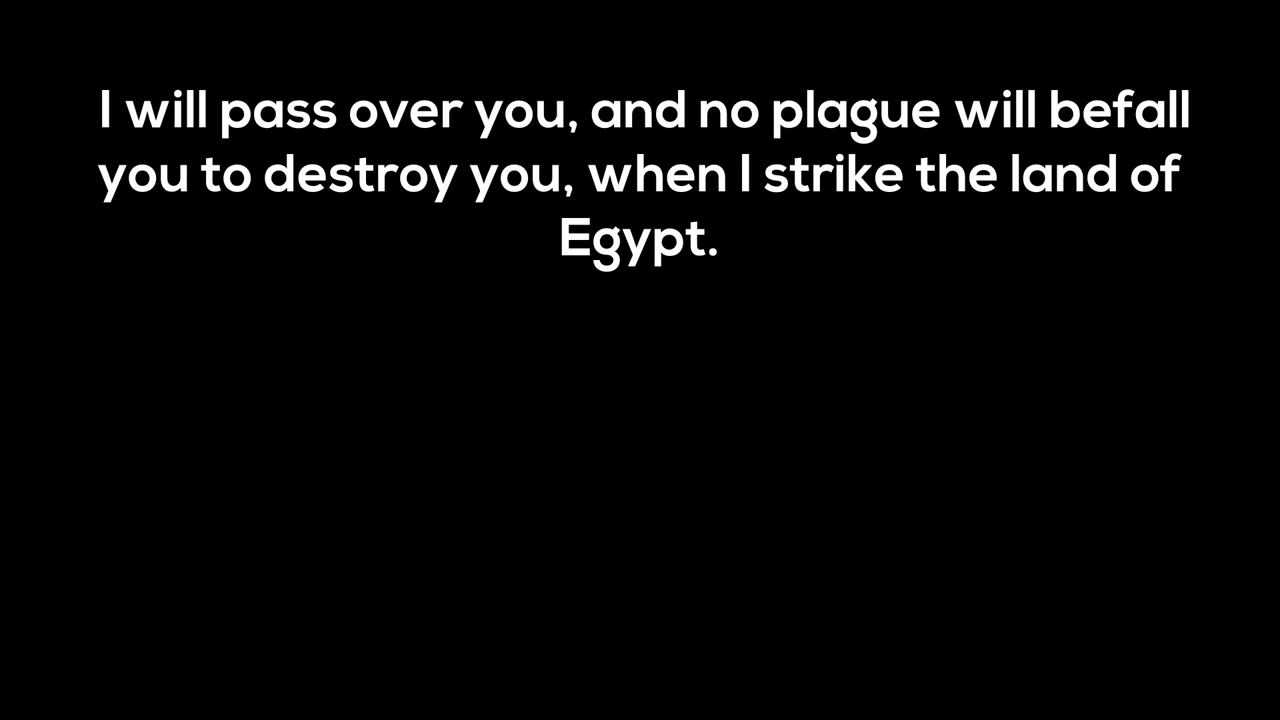 I will pass over you, and no plague will befall
you to destroy you, when I strike the land of
Egypt.